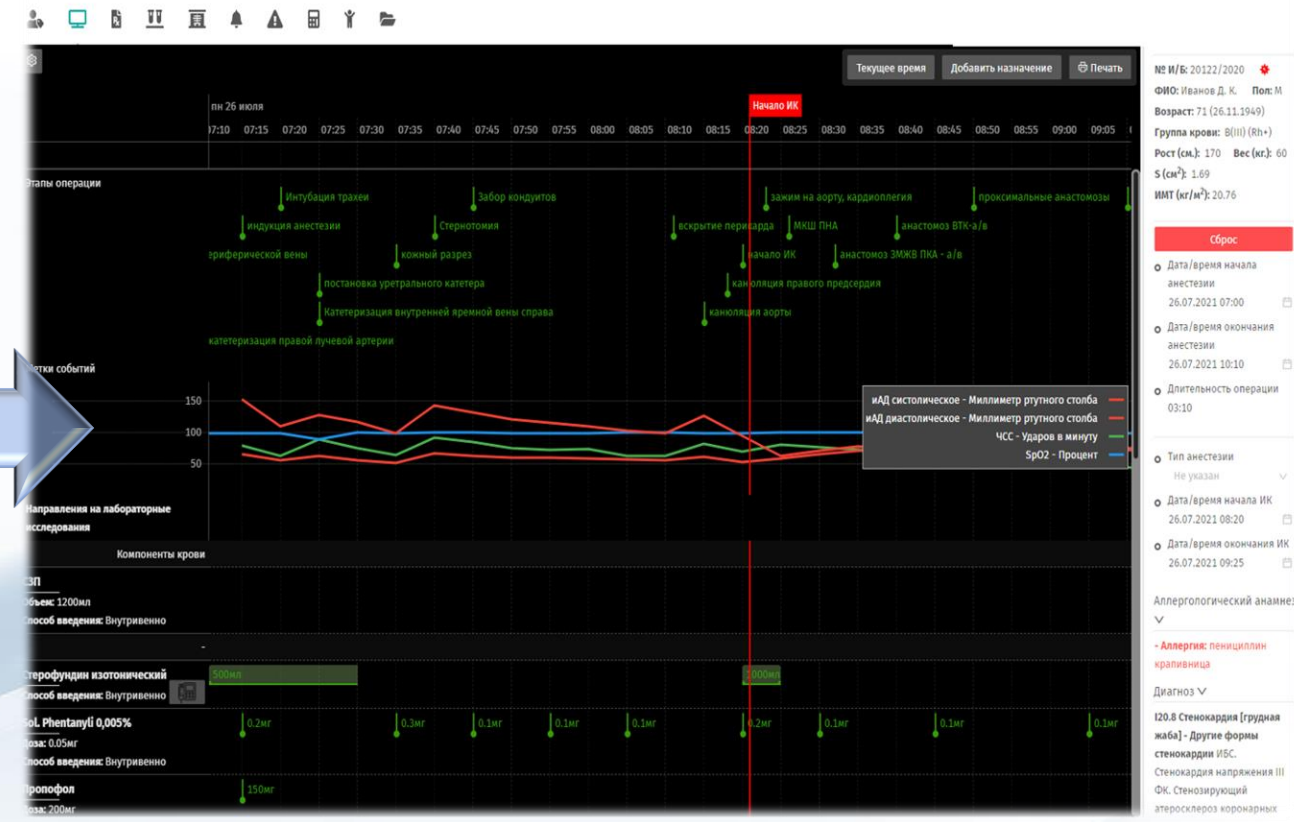 Текущее время Добавить назначение Печать
пн 26 июля Начало ИК
07:15 07:20 07:25 07:30 07:35 07:40 07:45 07:50 07:55 08:00 08:05 08:10 08:15 08:20 08:25 08:30 08:35 08:40 08:45 08:50 08:55 09:00 09:05
Этапы операции
Интубация трахеи Забор кондуитов зажим на аорту, кардиоплегия проксимальные анастомозы
индукция анестезии Стернотомия вскрытие перикарда МКШ ПНА анастомоз ВТК-а/в
вены кожный разрез начало ИК анастомоз ЗМЖВ ПКА - а/в
постановка уретрального катетера канюляция правого предсердия
Катетеризация внутренней яремной вены справа канюляция аорты
катетеризация правой лучевой артерии
событий
150
100
50
иАД систолическое - Миллиметр ртутного столба
иАД диастолическое - Миллиметр ртутного столба
ЧСС - Ударов в минуту
SpO2 - Процент
Направления на лабораторные
исследования
Компоненты крови
СЗП
Объем: 1200мл
Способ введения: Внутривенно
-
Стерофундин изотонический 500мл 1000мл
Способ введения: Внутривенно
Sol. Phentanyli 0,005% 0.2мг 0.3мг 0.1мг 0.1мг 0.1мг 0.2мг 0.1мг 0.1мг 0.1мг
Доза: 0.05мг
Способ введения: Внутривенно
Пропофол 150мг
Доза: 200мг
№ И/Б: 20122/2020
ФИО: Иванов Д. К. Пол: М
Возраст: 71 (26.11.1949)
Группа крови: B(III) (Rh+)
Рост (см.): 170 Вес (кг.): 60
S (см²): 1.69
ИМТ (кг/м²): 20.76
Сброс
Дата/время начала
анестезии
26.07.2021 07:00
Дата/время окончания
анестезии
26.07.2021 10:10
Длительность операции
03:10
Тип анестезии
Не указан
Дата/время начала ИК
26.07.2021 08:20
Дата/время окончания ИК
26.07.2021 09:25
Аллергологический
- Аллергия: пенициллин
крапивница
Диагноз
I20.8 Стенокардия [грудная
жаба] - Другие формы
стенокардии ИБС.
Стенокардия напряжения III
ФК. Стенозирующий
атеросклероз коронарных